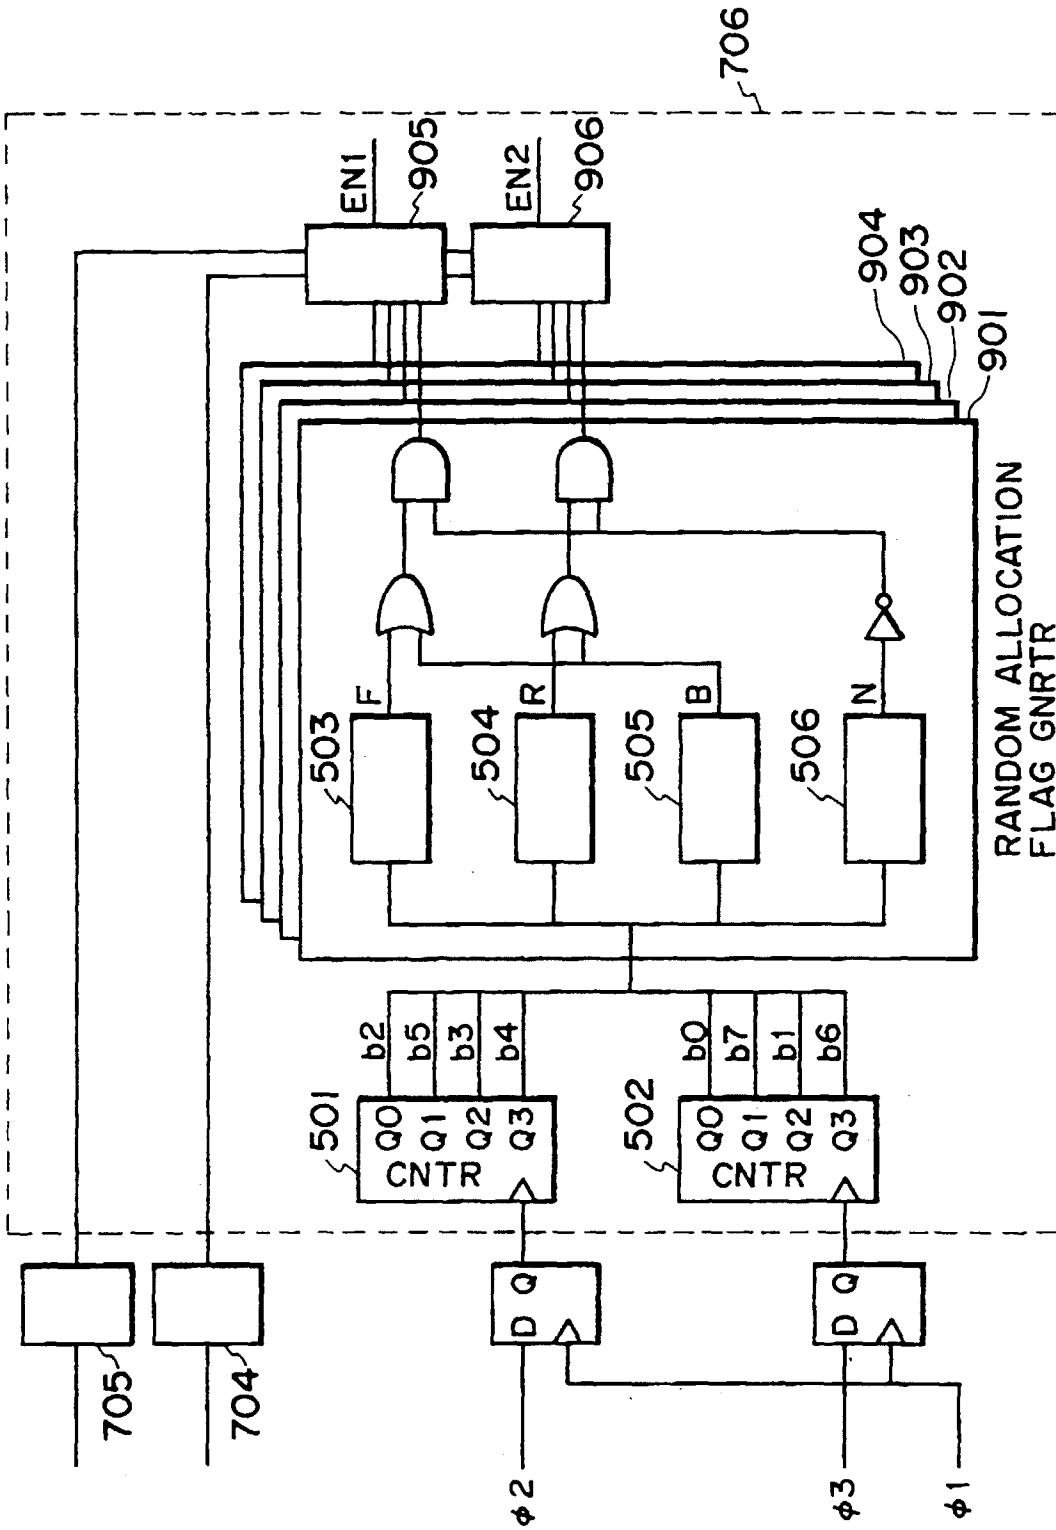 706
EN1
905
EN2
906
904
903
902
901
F
503
R
504
B
505
N
506
RANDOM ALLOCATION
FLAG GNRTR
b2
b5
b3
b4
501
Q0
Q1
Q2
Q3
CNTR
b0
b7
b1
b6
502
Q0
Q1
Q2
Q3
CNTR
705
704
D Q
D Q
φ2
φ3
φ1